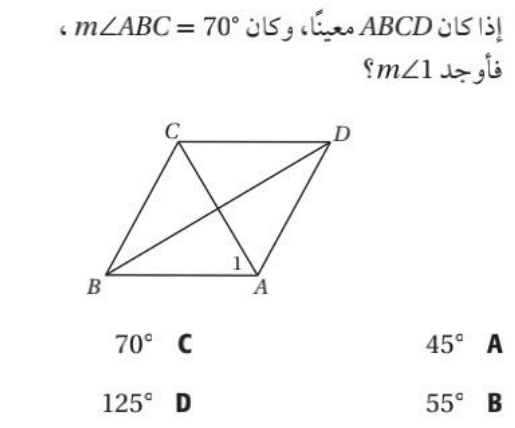 إذا كان ABCD معينًا، وكان m∠ABC = 70° ،
فأوجد m∠1؟
C D
1
B A
A 45° C 70°
B 55° D 125°